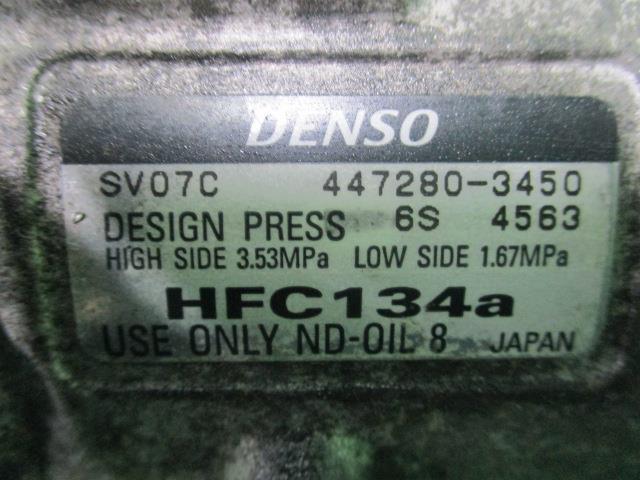 DENSO
SV07C 447280-3450
DESIGN PRESS 6S 4563
HIGH SIDE 3.53MPa LOW SIDE 1.67MPa
HFC134a
USE ONLY ND-OIL 8 JAPAN